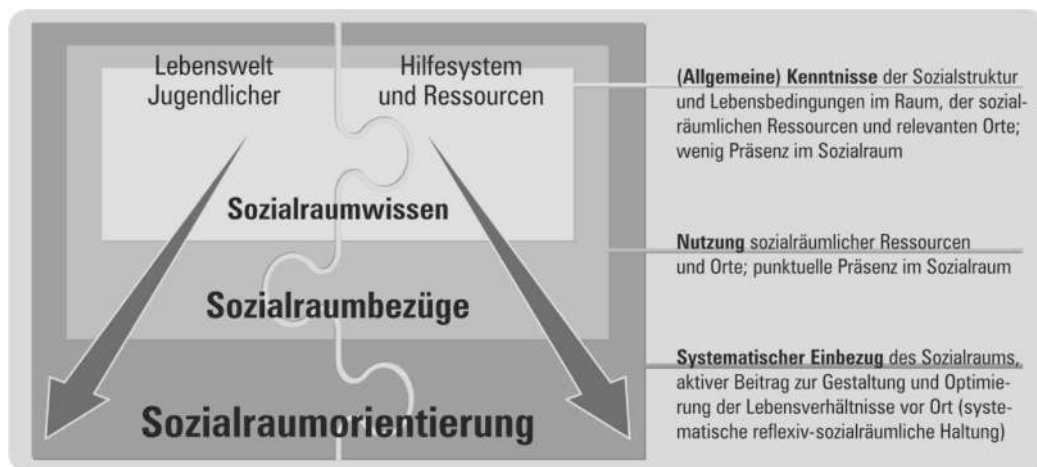 Lebenswelt
Jugendlicher
Hilfesystem
und Ressourcen
Sozialraumwissen
Sozialraumbezüge
Sozialraumorientierung
(Allgemeine) Kenntnisse der Sozialstruktur
und Lebensbedingungen im Raum, der sozial-
räumlichen Ressourcen und relevanten Orte;
wenig Präsenz im Sozialraum
Nutzung sozialräumlicher Ressourcen
und Orte; punktuelle Präsenz im Sozialraum
Systematischer Einbezug des Sozialraums,
aktiver Beitrag zur Gestaltung und Optimie-
rung der Lebensverhältnisse vor Ort (syste-
matische reflexiv-sozialräumliche Haltung)